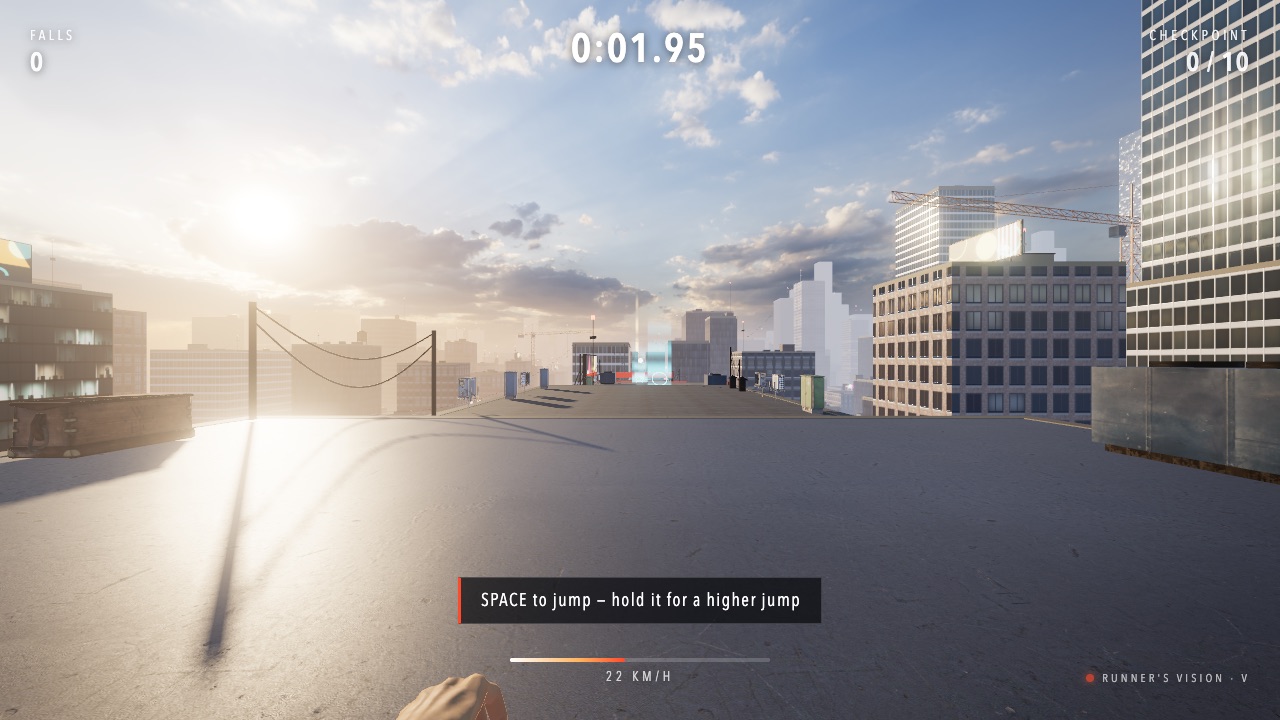 FALLS
0
0:01.95
CHECKPOINT
0 / 10
SPACE to jump – hold it for a higher jump
22 KM/H
RUNNER'S VISION · V